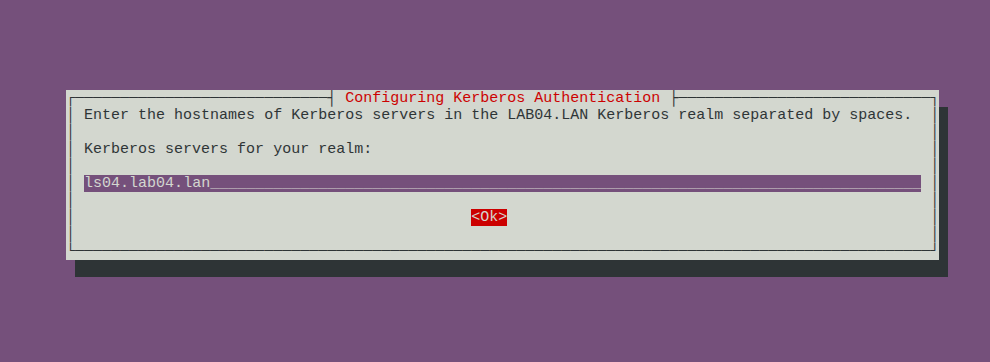 Configuring Kerberos Authentication
Enter the hostnames of Kerberos servers in the LAB04.LAN Kerberos realm separated by spaces.
Kerberos servers for your realm:
ls04.lab04.lan
<Ok>